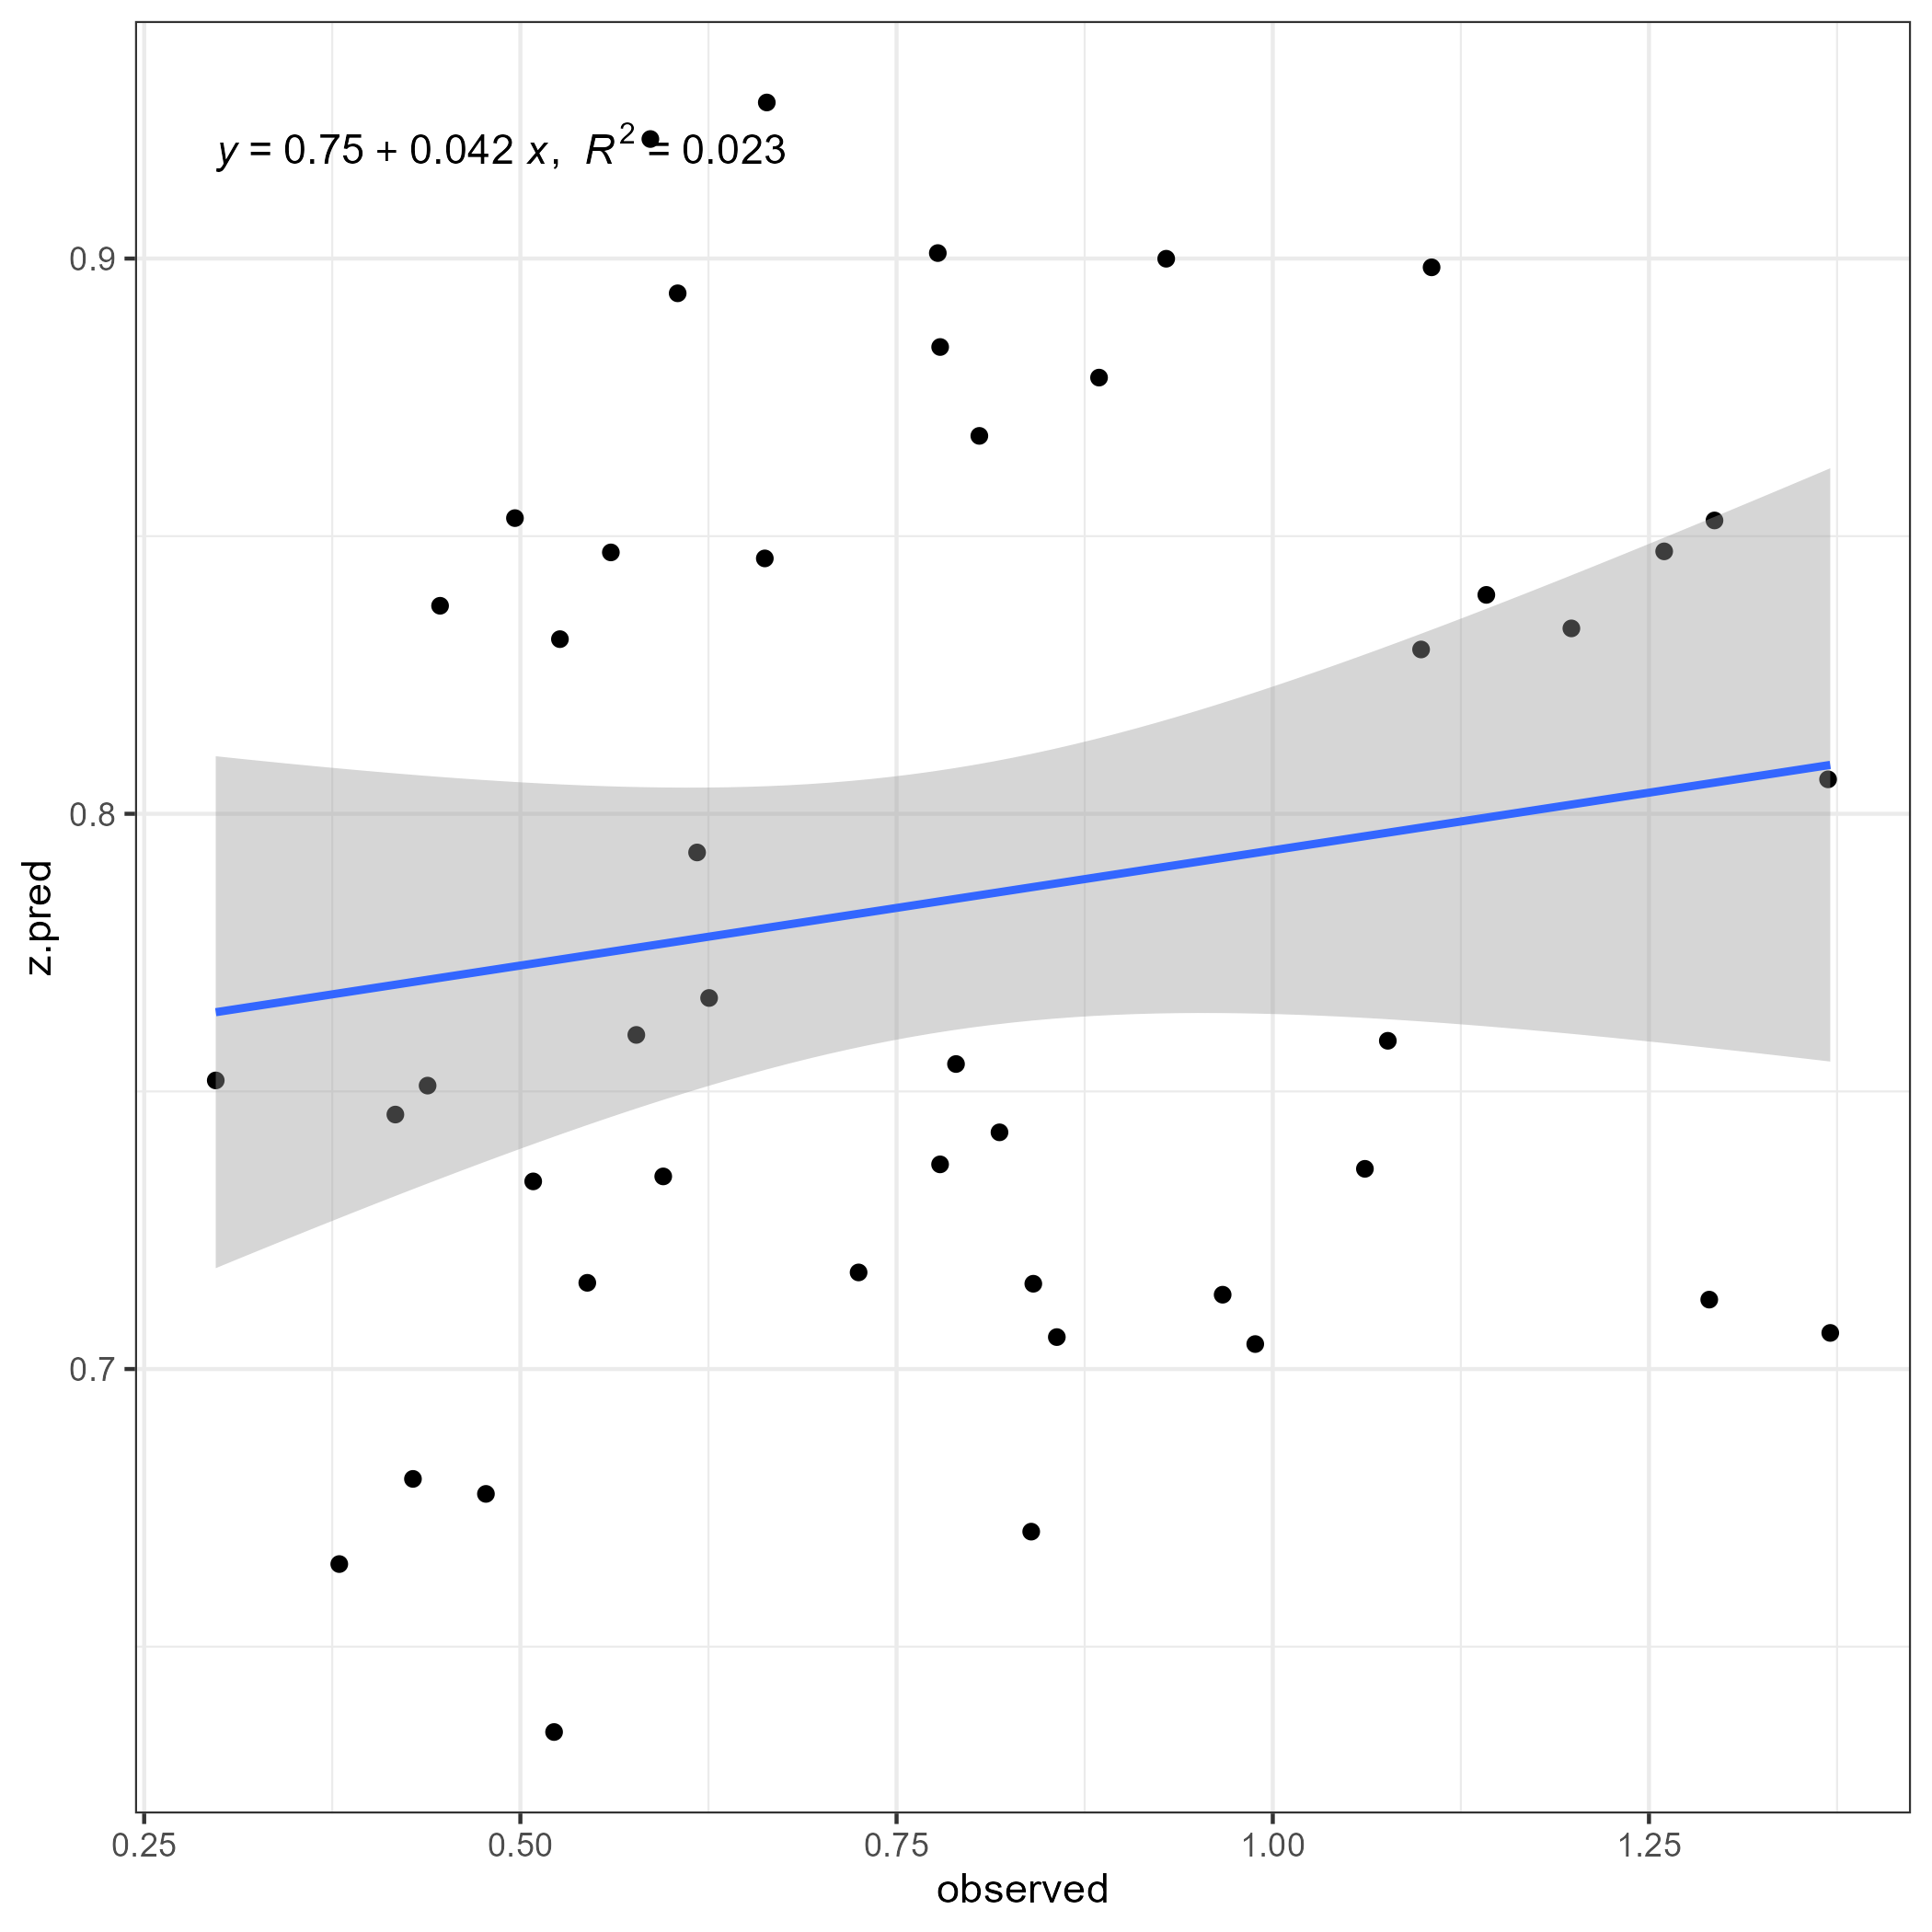 y = 0.75 + 0.042 x, R² = 0.023
0.9
0.8
0.7
z.pred
0.25 0.50 0.75 1.00 1.25
observed